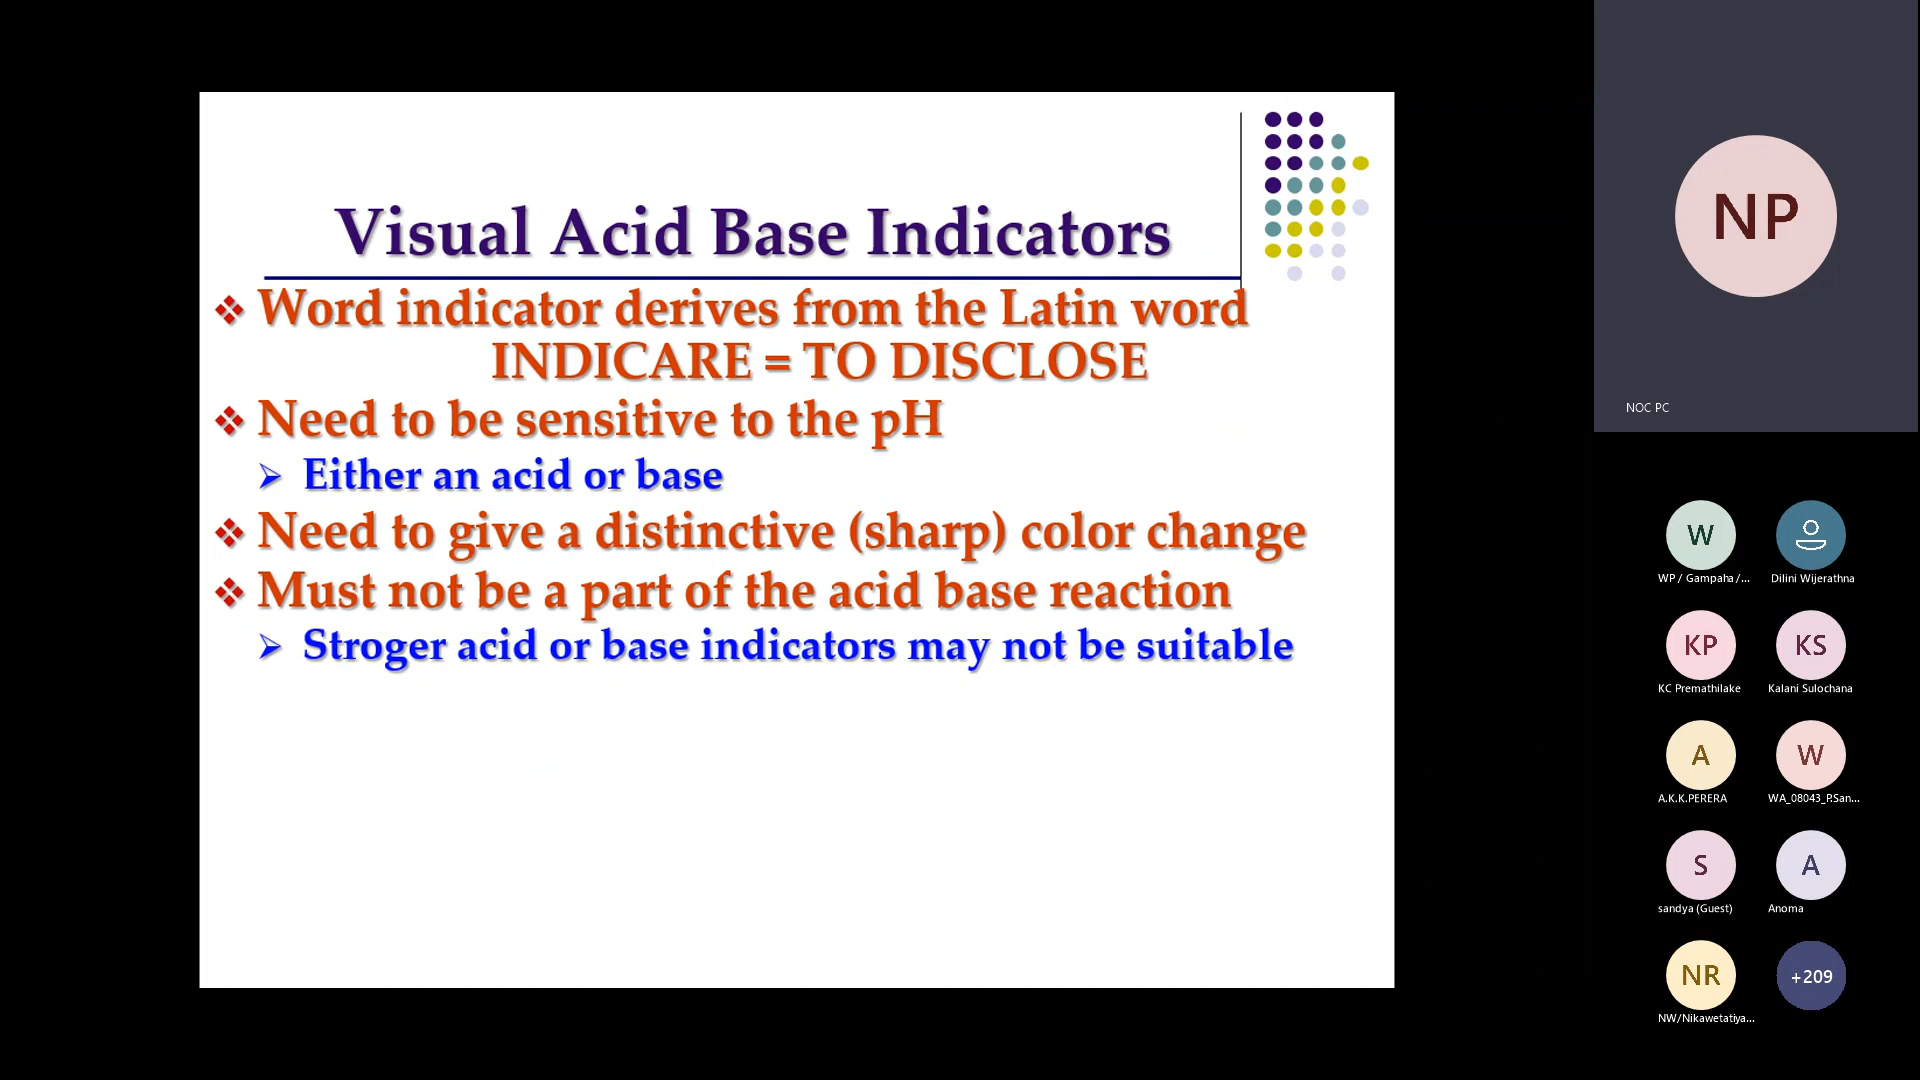 Visual Acid Base Indicators
Word indicator derives from the Latin word
INDICARE = TO DISCLOSE
Need to be sensitive to the pH
Either an acid or base
Need to give a distinctive (sharp) color change
Must not be a part of the acid base reaction
Stroger acid or base indicators may not be suitable
NP
NOC PC
W
WP / Gampaha /...
Dilini Wijerathna
KP
KS
KC Premathilake
Kalani Sulochana
A
W
A.K.K.PERERA
WA_08043_P.San...
S
A
sandya (Guest)
Anoma
NR
+209
NW/Nikawetatiya...